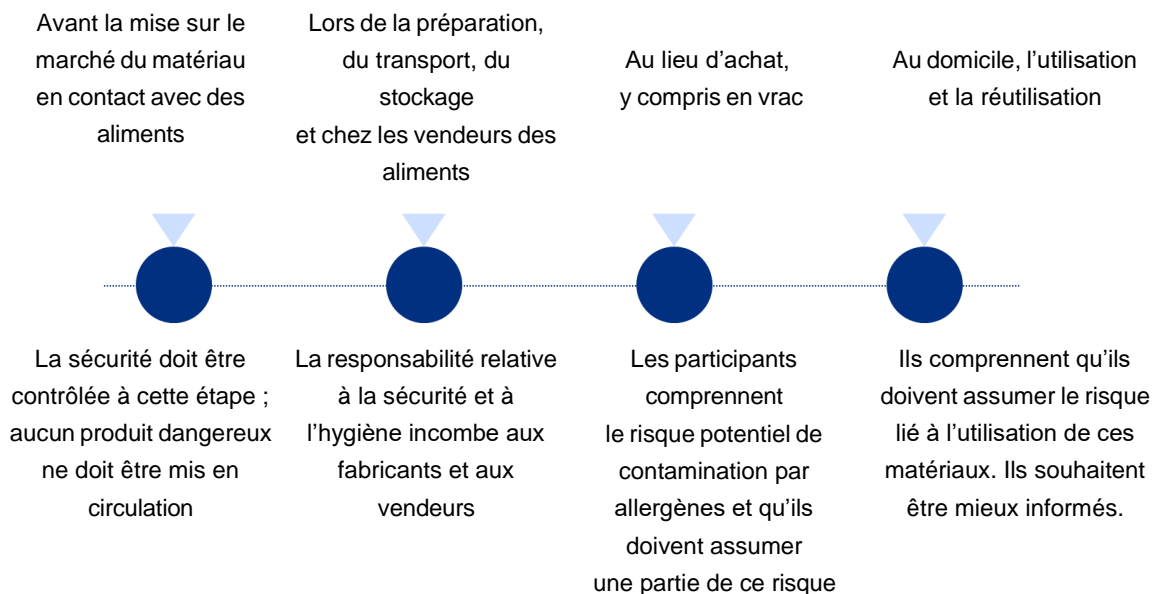 Avant la mise sur le
marché du matériau
en contact avec des
aliments
Lors de la préparation,
du transport, du
stockage
et chez les vendeurs des
aliments
Au lieu d’achat,
y compris en vrac
Au domicile, l’utilisation
et la réutilisation
La sécurité doit être
contrôlée à cette étape ;
aucun produit dangereux
ne doit être mis en
circulation
La responsabilité relative
à la sécurité et à
l’hygiène incombe aux
fabricants et aux
vendeurs
Les participants
comprennent
le risque potentiel de
contamination par
allergènes et qu’ils
doivent assumer
une partie de ce risque
Ils comprennent qu’ils
doivent assumer le risque
lié à l’utilisation de ces
matériaux. Ils souhaitent
être mieux informés.